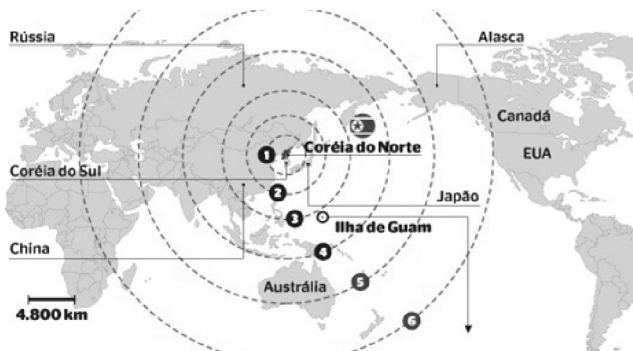 Rússia
Alasca
Canadá
EUA
1
Coréia do Norte
Coréia do Sul
2
Japão
3
Ilha de Guam
China
4
Austrália
5
4.800 km
6